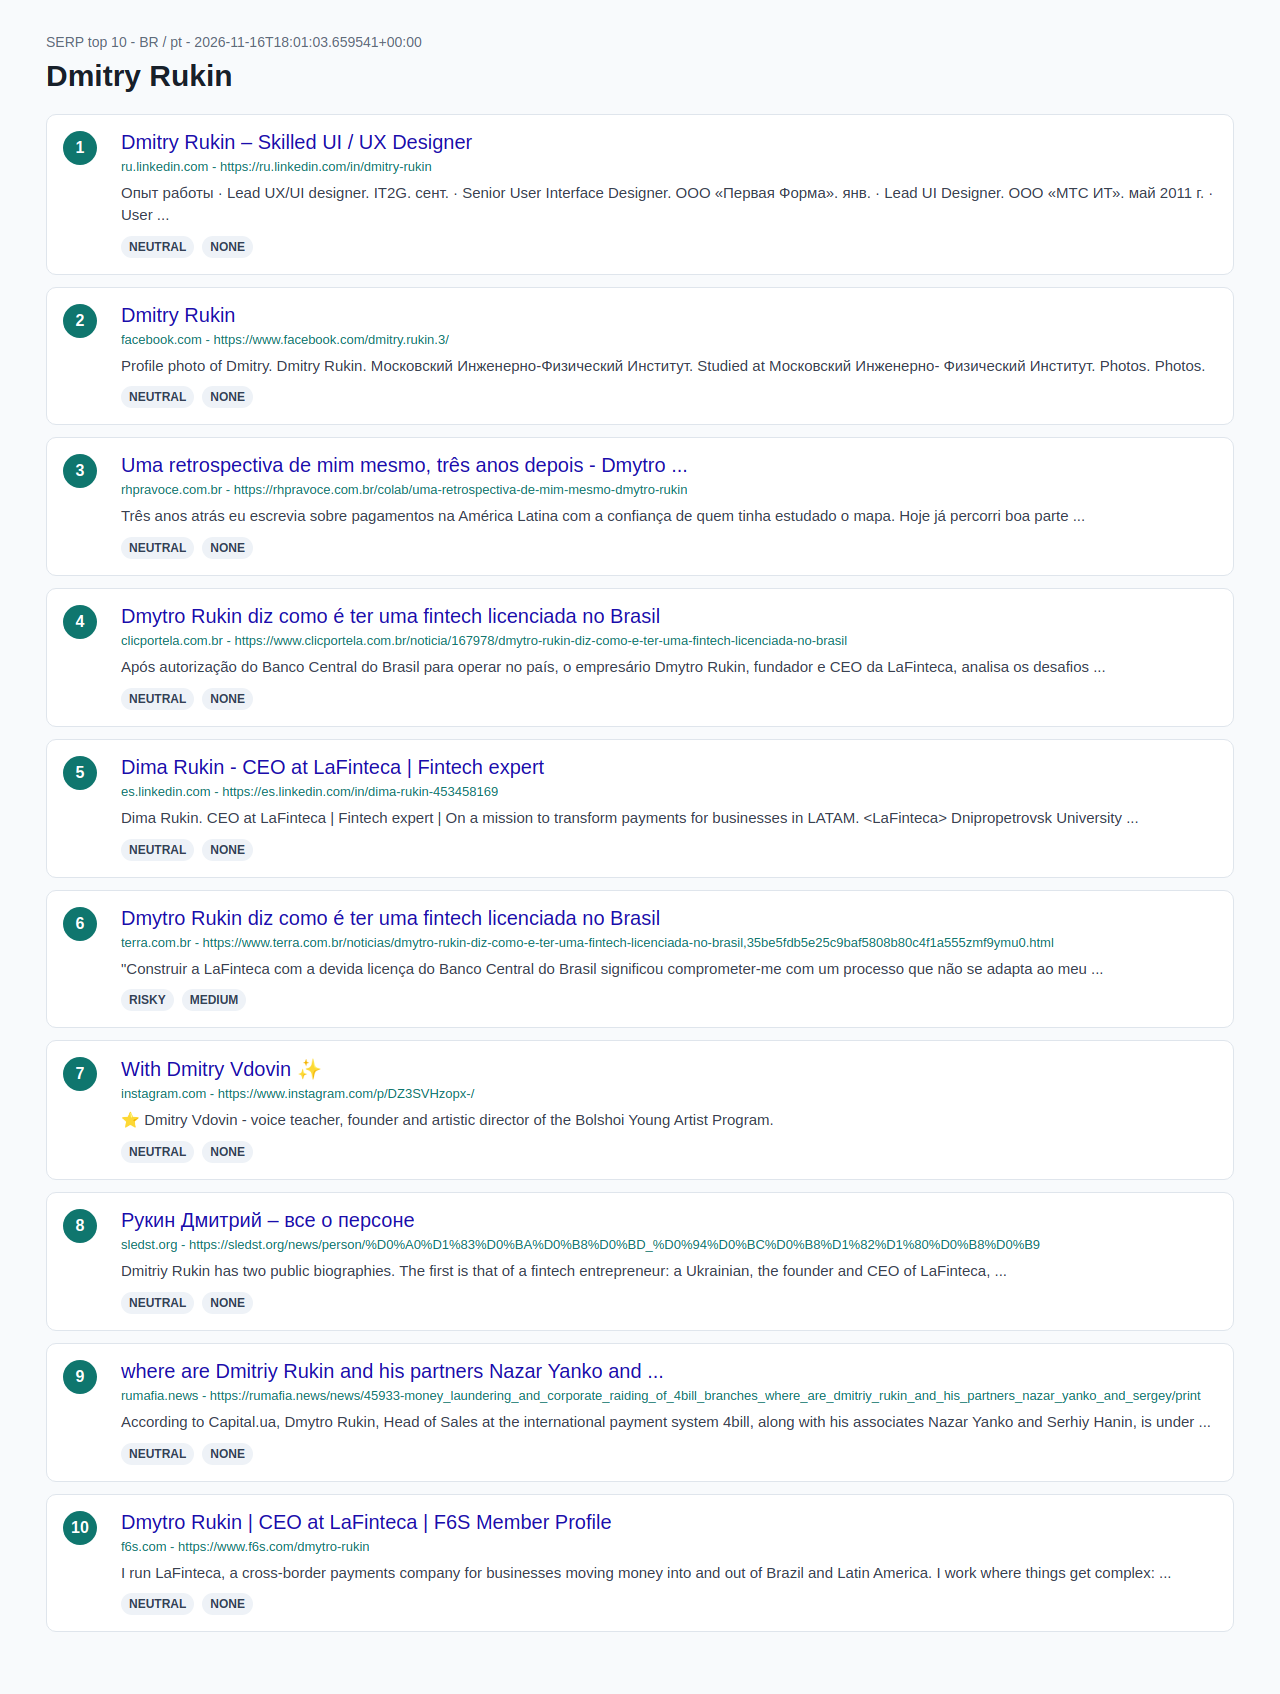 SERP top 10 - BR / pt - 2026-11-16T18:01:03.659541+00:00
Dmitry Rukin
1
Dmitry Rukin – Skilled UI / UX Designer
ru.linkedin.com - https://ru.linkedin.com/in/dmitry-rukin
Опыт работы · Lead UX/UI designer. IT2G. сент. · Senior User Interface Designer. ООО «Первая Форма». янв. · Lead UI Designer. ООО «МТС ИТ». май 2011 г. ·
User ...
NEUTRAL NONE
2
Dmitry Rukin
facebook.com - https://www.facebook.com/dmitry.rukin.3/
Profile photo of Dmitry. Dmitry Rukin. Московский Инженерно-Физический Институт. Studied at Московский Инженерно- Физический Институт. Photos. Photos.
NEUTRAL NONE
3
Uma retrospectiva de mim mesmo, três anos depois - Dmytro ...
rhpravoce.com.br - https://rhpravoce.com.br/colab/uma-retrospectiva-de-mim-mesmo-dmytro-rukin
Três anos atrás eu escrevia sobre pagamentos na América Latina com a confiança de quem tinha estudado o mapa. Hoje já percorri boa parte ...
NEUTRAL NONE
4
Dmytro Rukin diz como é ter uma fintech licenciada no Brasil
clicportela.com.br - https://www.clicportela.com.br/noticia/167978/dmytro-rukin-diz-como-e-ter-uma-fintech-licenciada-no-brasil
Após autorização do Banco Central do Brasil para operar no país, o empresário Dmytro Rukin, fundador e CEO da LaFinteca, analisa os desafios ...
NEUTRAL NONE
5
Dima Rukin - CEO at LaFinteca | Fintech expert
es.linkedin.com - https://es.linkedin.com/in/dima-rukin-453458169
Dima Rukin. CEO at LaFinteca | Fintech expert | On a mission to transform payments for businesses in LATAM. <LaFinteca> Dnipropetrovsk University ...
NEUTRAL NONE
6
Dmytro Rukin diz como é ter uma fintech licenciada no Brasil
terra.com.br - https://www.terra.com.br/noticias/dmytro-rukin-diz-como-e-ter-uma-fintech-licenciada-no-brasil,35be5fdb5e25c9baf5808b80c4f1a555zmf9ymu0.html
"Construir a LaFinteca com a devida licença do Banco Central do Brasil significou comprometer-me com um processo que não se adapta ao meu ...
RISKY MEDIUM
7
With Dmitry Vdovin ✨
instagram.com - https://www.instagram.com/p/DZ3SVHzopx-/
⭐ Dmitry Vdovin - voice teacher, founder and artistic director of the Bolshoi Young Artist Program.
NEUTRAL NONE
8
Рукин Дмитрий – все о персоне
sledst.org - https://sledst.org/news/person/%D0%A0%D1%83%D0%BA%D0%B8%D0%BD_%D0%94%D0%BC%D0%B8%D1%82%D1%80%D0%B8%D0%B9
Dmitriy Rukin has two public biographies. The first is that of a fintech entrepreneur: a Ukrainian, the founder and CEO of LaFinteca, ...
NEUTRAL NONE
9
where are Dmitriy Rukin and his partners Nazar Yanko and ...
rumafia.news - https://rumafia.news/news/45933-money_laundering_and_corporate_raiding_of_4bill_branches_where_are_dmitriy_rukin_and_his_partners_nazar_yanko_and_sergey/print
According to Capital.ua, Dmytro Rukin, Head of Sales at the international payment system 4bill, along with his associates Nazar Yanko and Serhiy Hanin, is under ...
NEUTRAL NONE
10
Dmytro Rukin | CEO at LaFinteca | F6S Member Profile
f6s.com - https://www.f6s.com/dmytro-rukin
I run LaFinteca, a cross-border payments company for businesses moving money into and out of Brazil and Latin America. I work where things get complex: ...
NEUTRAL NONE